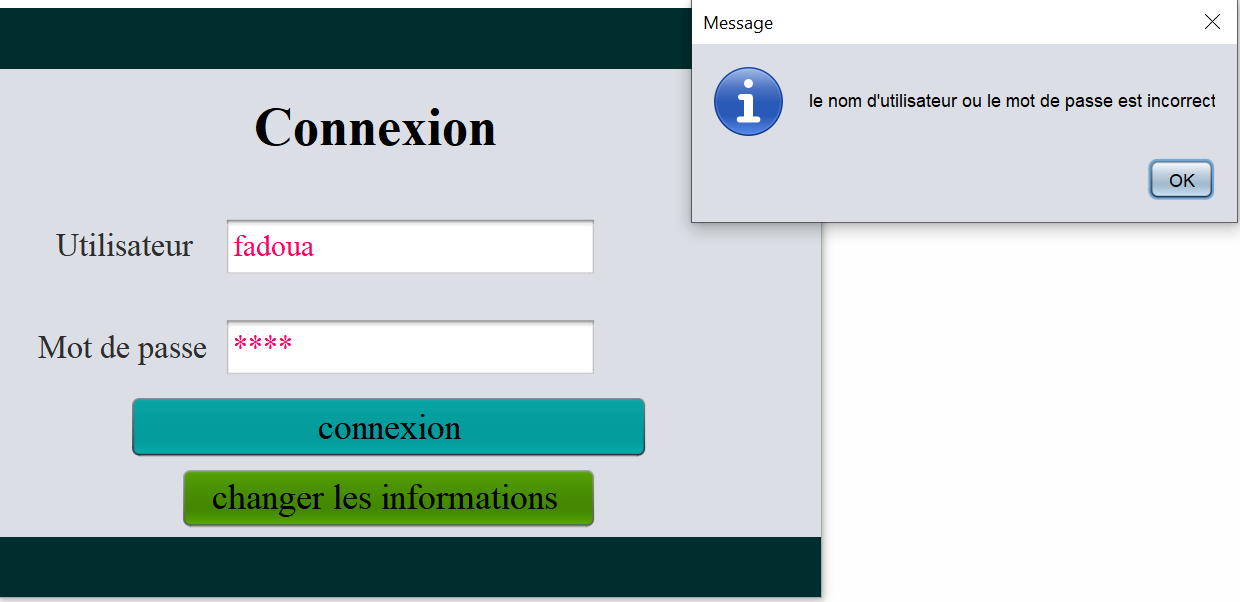 Message
le nom d'utilisateur ou le mot de passe est incorrect
OK
Connexion
Utilisateur
fadoua
Mot de passe
****
connexion
changer les informations